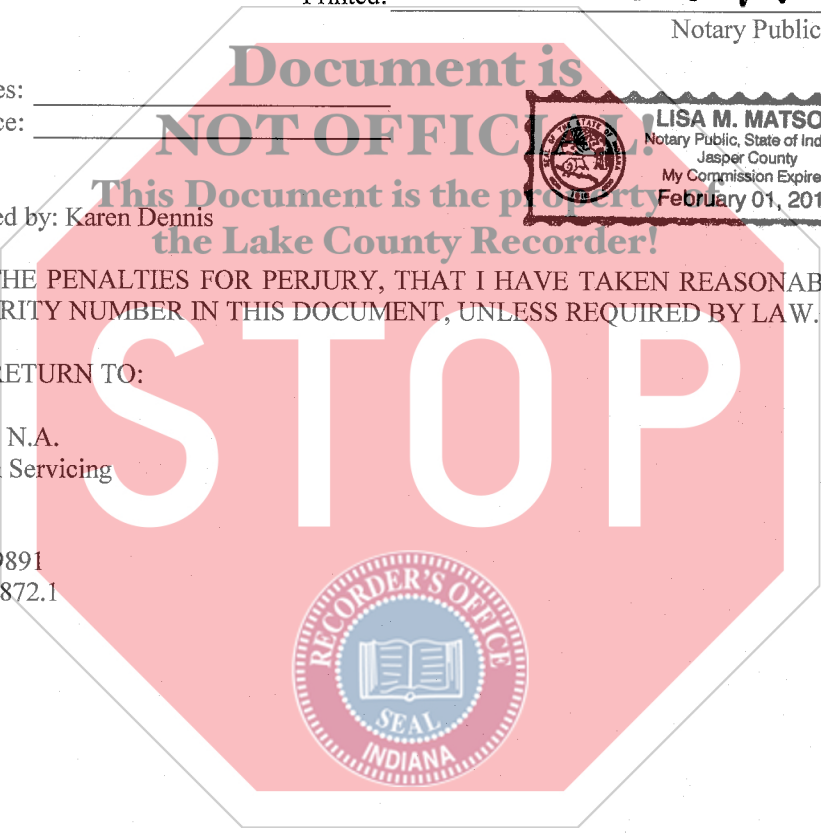 Printed:
Notary Public
Document is
es:
ce:
NOT OFFICIAL!
LISA M. MATSO
Notary Public, State of Ind
Jasper County
My Commission Expire
February 01, 201
This Document is the property of
ed by: Karen Dennis
the Lake County Recorder!
HE PENALTIES FOR PERJURY, THAT I HAVE TAKEN REASONAB
RITY NUMBER IN THIS DOCUMENT, UNLESS REQUIRED BY LAW.
RETURN TO:
STOP
N.A.
Servicing
9891
872.1
RECORDER'S OFFICE
SEAL
INDIANA